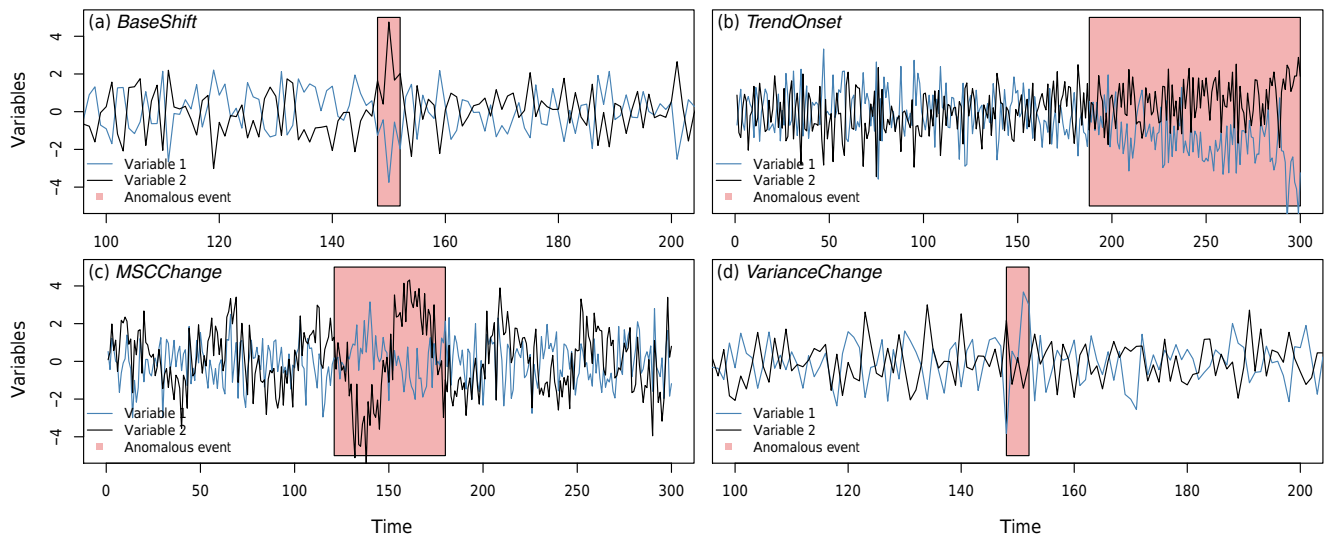 (a) BaseShift
Variables
4
2
0
−2
−4
Variable 1
Variable 2
Anomalous event
100 120 140 160 180 200
(b) TrendOnset
Variable 1
Variable 2
Anomalous event
0 50 100 150 200 250 300
(c) MSCChange
Variables
4
2
0
−2
−4
Variable 1
Variable 2
Anomalous event
0 50 100 150 200 250 300
Time
(d) VarianceChange
Variable 1
Variable 2
Anomalous event
100 120 140 160 180 200
Time